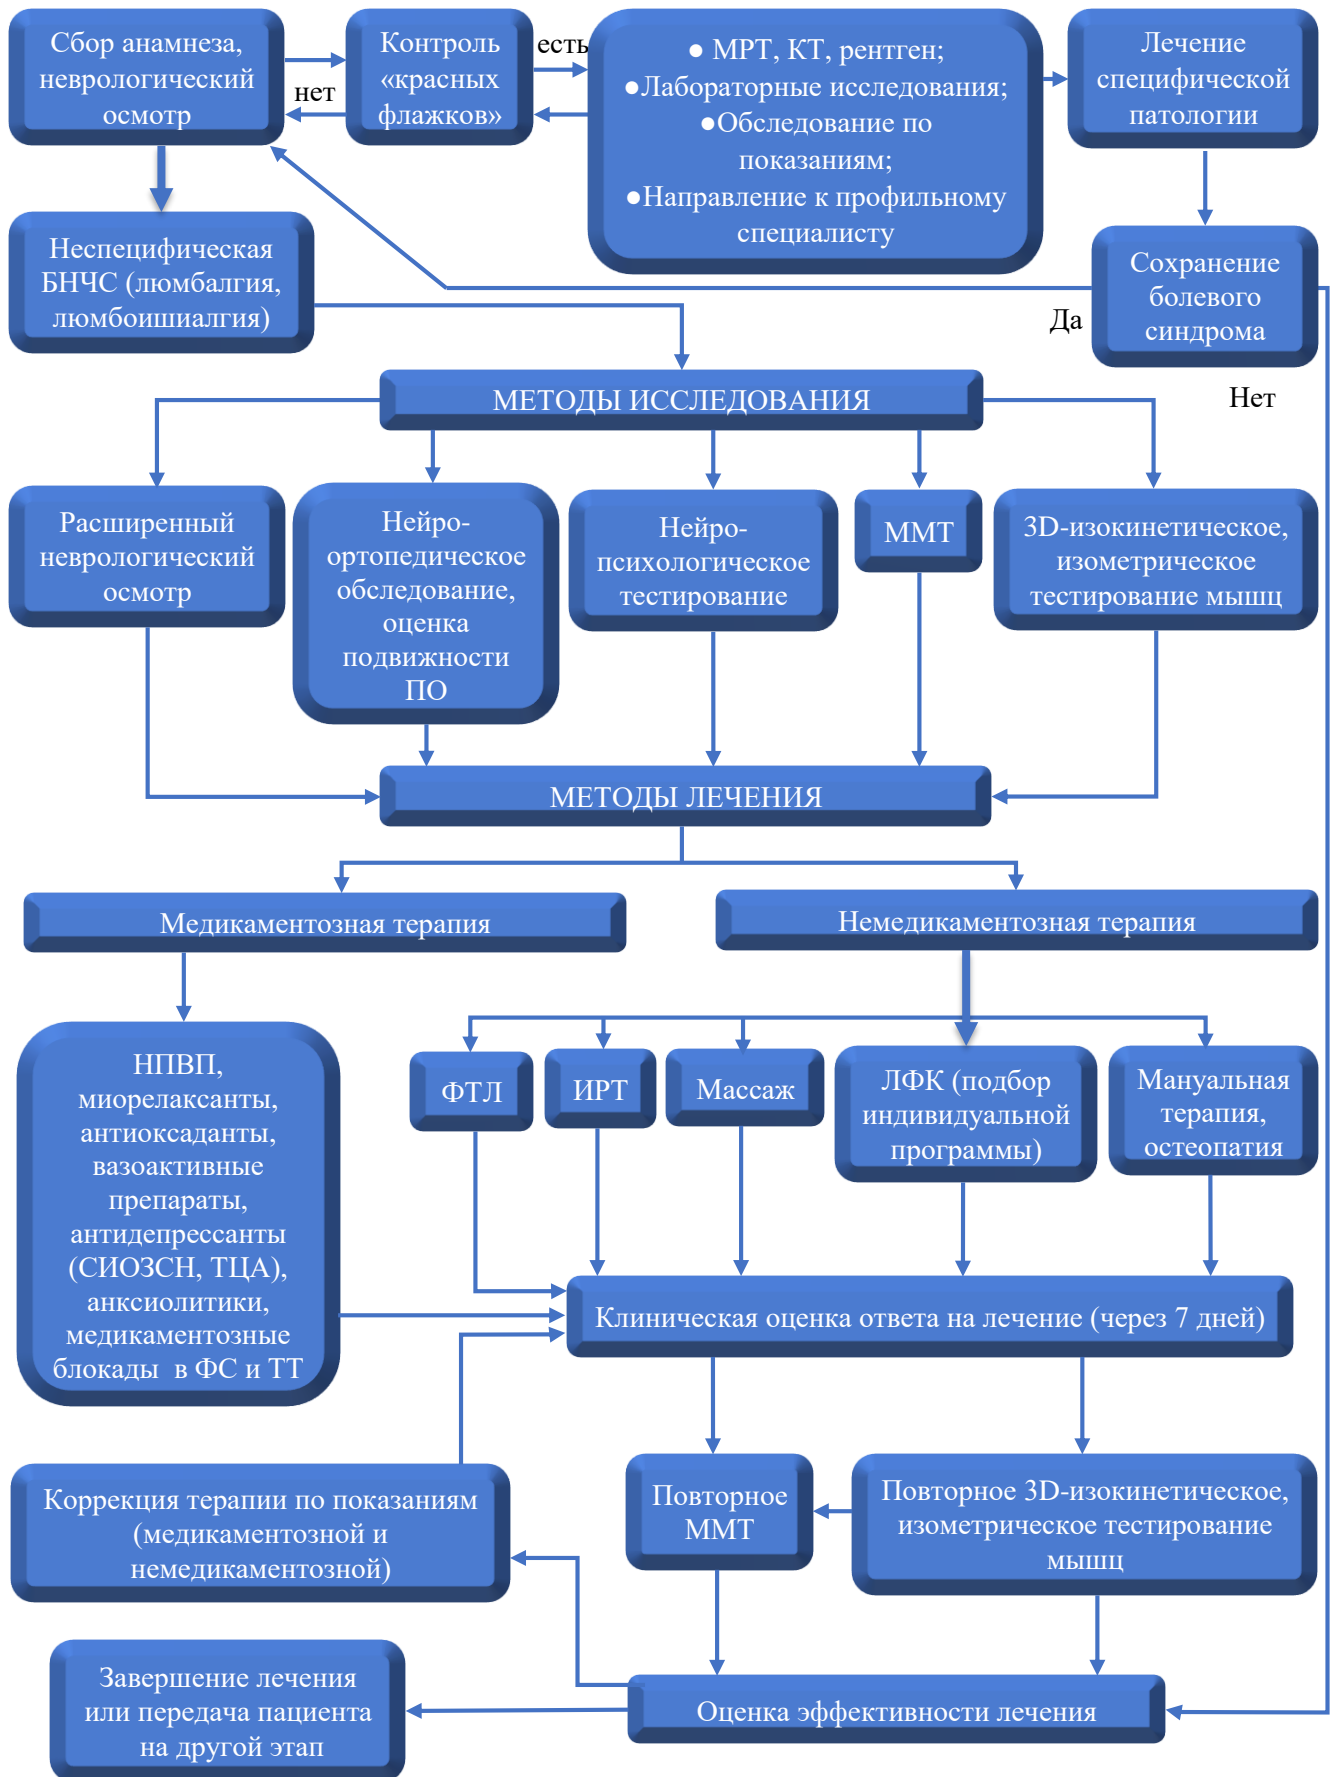 Сбор анамнеза,
неврологический
осмотр
нет
Контроль
«красных
флажков»
есть
● МРТ, КТ, рентген;
●Лабораторные исследования;
●Обследование по
показаниям;
●Направление к профильному
специалисту
Лечение
специфической
патологии
Неспецифическая
БНЧС (люмбалгия,
люмбоишиалгия)
Сохранение
болевого
синдрома
Да
Нет
МЕТОДЫ ИССЛЕДОВАНИЯ
Расширенный
неврологический
осмотр
Нейро-
ортопедическое
обследование,
оценка
подвижности
ПО
Нейро-
психологическое
тестирование
ММТ
3D-изокинетическое,
изометрическое
тестирование мышц
МЕТОДЫ ЛЕЧЕНИЯ
Медикаментозная терапия
Немедикаментозная терапия
НПВП,
миорелаксанты,
антиоксаданты,
вазоактивные
препараты,
антидепрессанты
(СИОЗСН, ТЦА),
анксиолитики,
медикаментозные
блокады в ФС и ТТ
ФТЛ
ИРТ
Массаж
ЛФК (подбор
индивидуальной
программы)
Мануальная
терапия,
остеопатия
Клиническая оценка ответа на лечение (через 7 дней)
Коррекция терапии по показаниям
(медикаментозной и
немедикаментозной)
Повторное
ММТ
Повторное 3D-изокинетическое,
изометрическое тестирование
мышц
Завершение лечения
или передача пациента
на другой этап
Оценка эффективности лечения